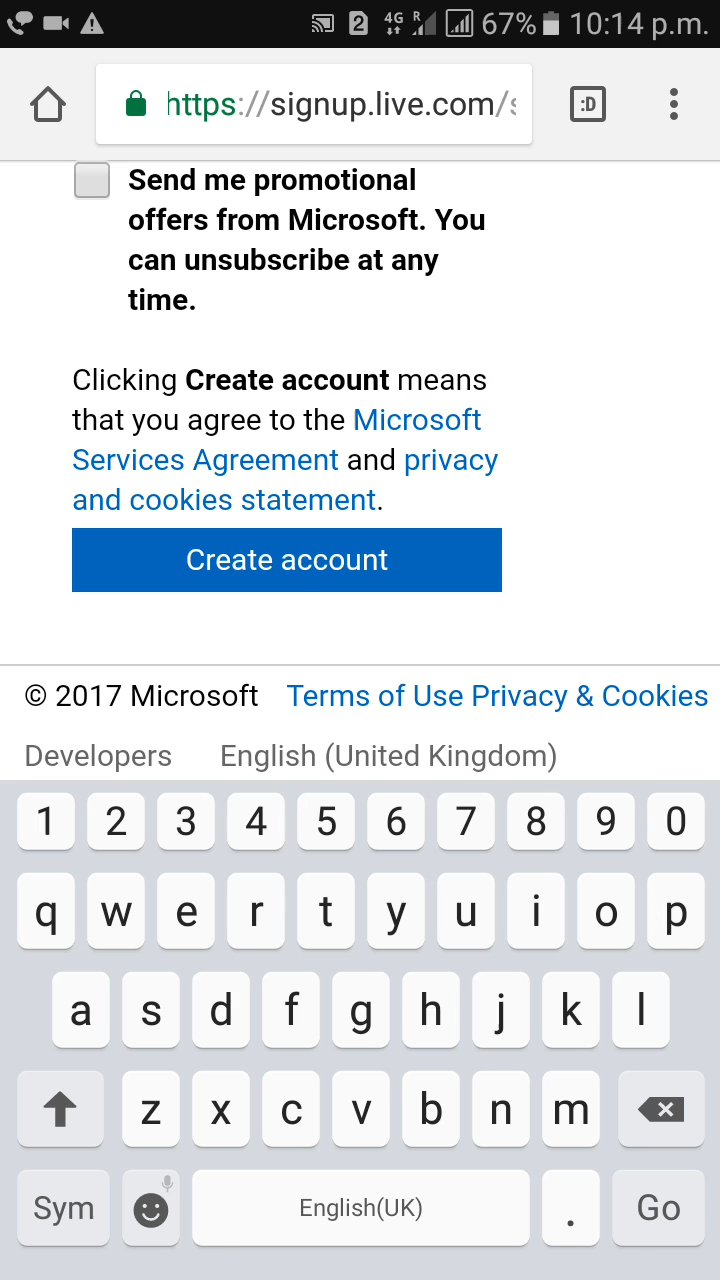 2 4G R 67% 10:14 p.m.
https://signup.live.com/s
:D
Send me promotional
offers from Microsoft. You
can unsubscribe at any
time.
Clicking Create account means
that you agree to the Microsoft
Services Agreement and privacy
and cookies statement.
Create account
© 2017 Microsoft Terms of Use Privacy & Cookies
Developers English (United Kingdom)
1 2 3 4 5 6 7 8 9 0
q w e r t y u i o p
a s d f g h j k l
z x c v b n m
Sym English(UK) . Go